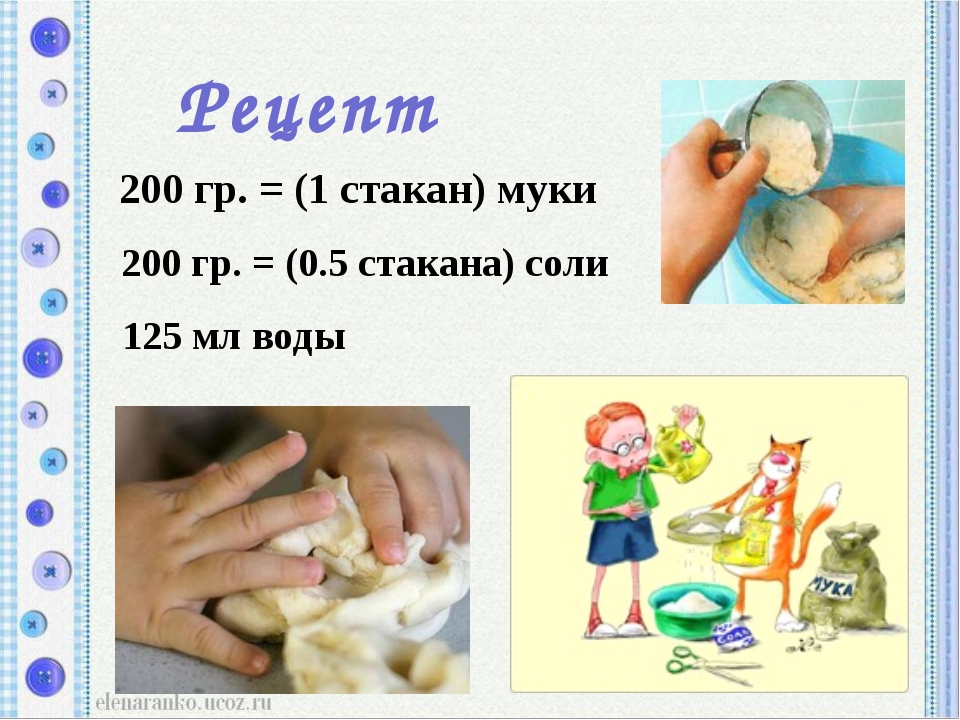 Рецепт
200 гр. = (1 стакан) муки
200 гр. = (0.5 стакана) соли
125 мл воды
МУКА
СОЛЬ
elenaranko.ucoz.ru